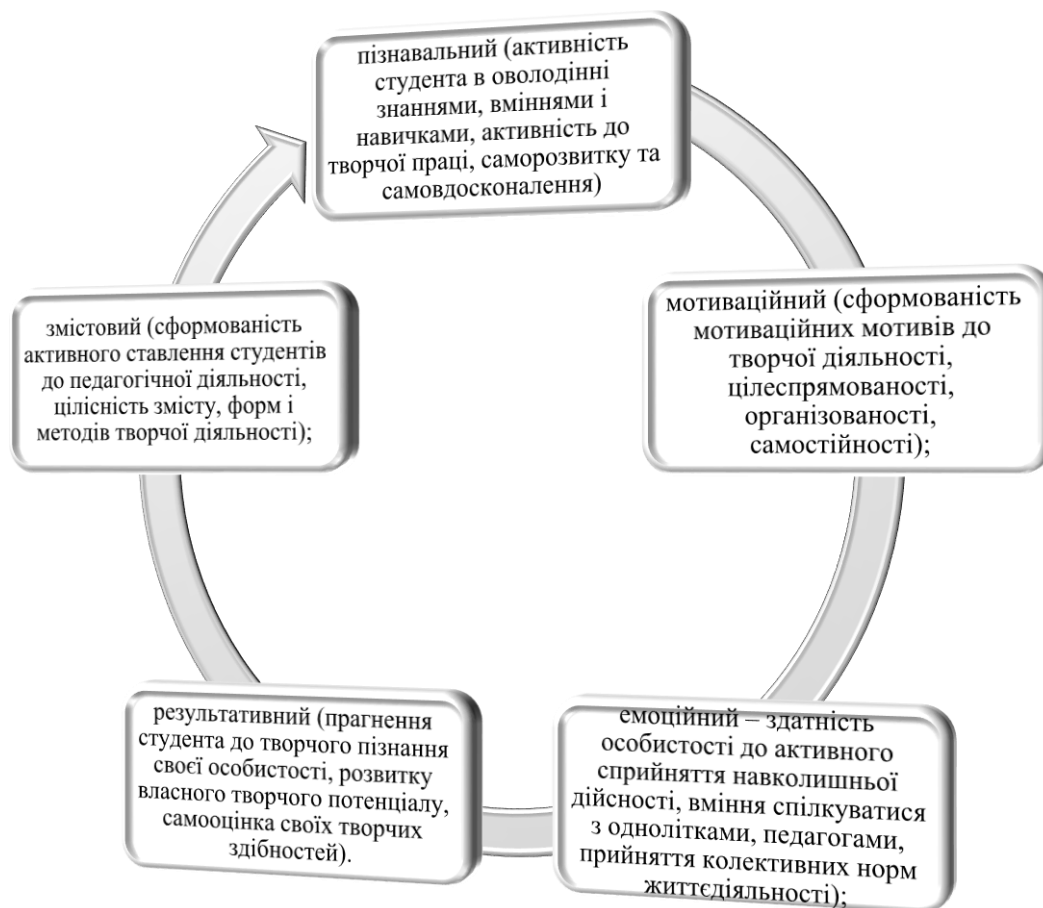 пізнавальний (активність
студента в оволодінні
знаннями, вміннями і
навичками, активність до
творчої праці, саморозвитку та
самовдосконалення)
мотиваційний (сформованість
мотиваційних мотивів до
творчої діяльності,
цілеспрямованості,
організованості,
самостійності);
емоційний – здатність
особистості до активного
сприйняття навколишньої
дійсності, вміння спілкуватися
з однолітками, педагогами,
прийняття колективних норм
життєдіяльності);
результативний (прагнення
студента до творчого пізнання
своєї особистості, розвитку
власного творчого потенціалу,
самооцінка своїх творчих
здібностей).
змістовий (сформованість
активного ставлення студентів
до педагогічної діяльності,
цілісність змісту, форм і
методів творчої діяльності);